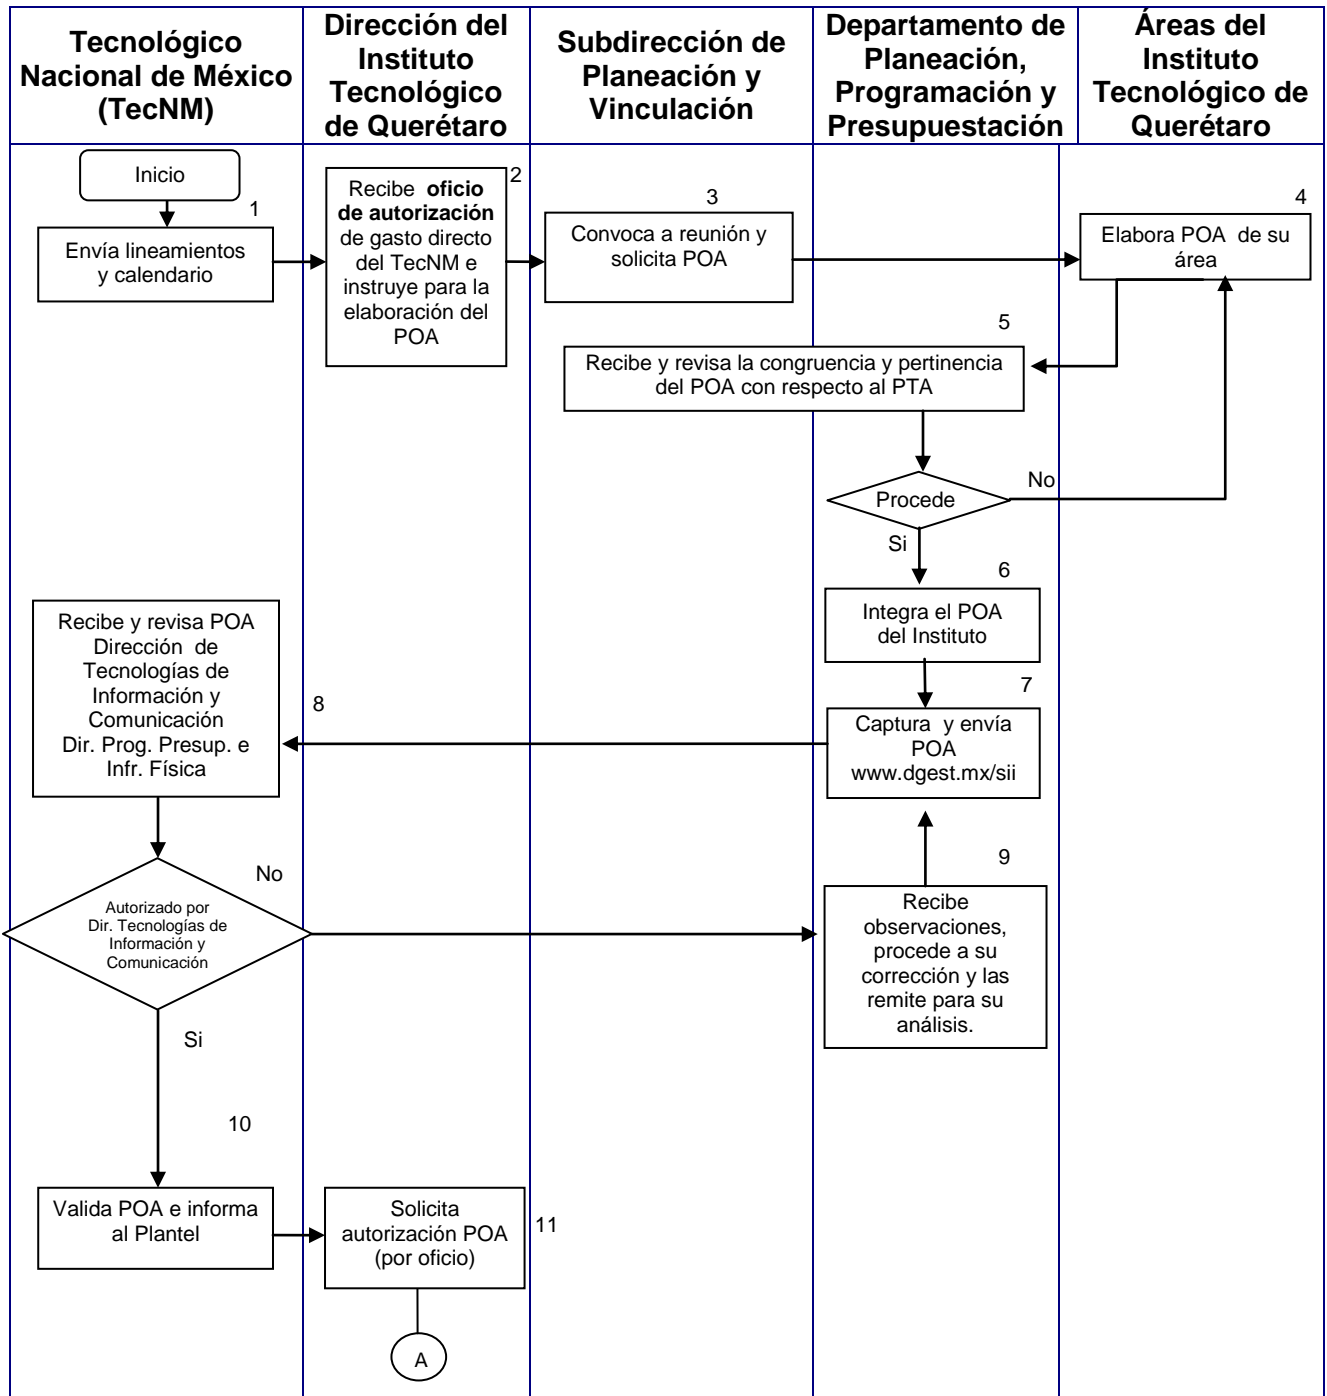 Tecnológico
Nacional de México
(TecNM)
Dirección del
Instituto
Tecnológico
de Querétaro
Subdirección de
Planeación y
Vinculación
Departamento de
Planeación,
Programación y
Presupuestación
Áreas del
Instituto
Tecnológico de
Querétaro
Inicio
1
Envía lineamientos
y calendario
2
Recibe oficio
de autorización
de gasto directo
del TecNM e
instruye para la
elaboración del
POA
3
Convoca a reunión y
solicita POA
4
Elabora POA de su
área
5
Recibe y revisa la congruencia y pertinencia
del POA con respecto al PTA
Procede
No
Si
6
Integra el POA
del Instituto
7
Captura y envía
POA
www.dgest.mx/sii
8
Recibe y revisa POA
Dirección de
Tecnologías de
Información y
Comunicación
Dir. Prog. Presup. e
Infr. Física
No
Autorizado por
Dir. Tecnologías de
Información y
Comunicación
9
Recibe
observaciones,
procede a su
corrección y las
remite para su
análisis.
Si
10
Valida POA e informa
al Plantel
Solicita
autorización POA
(por oficio)
11
A